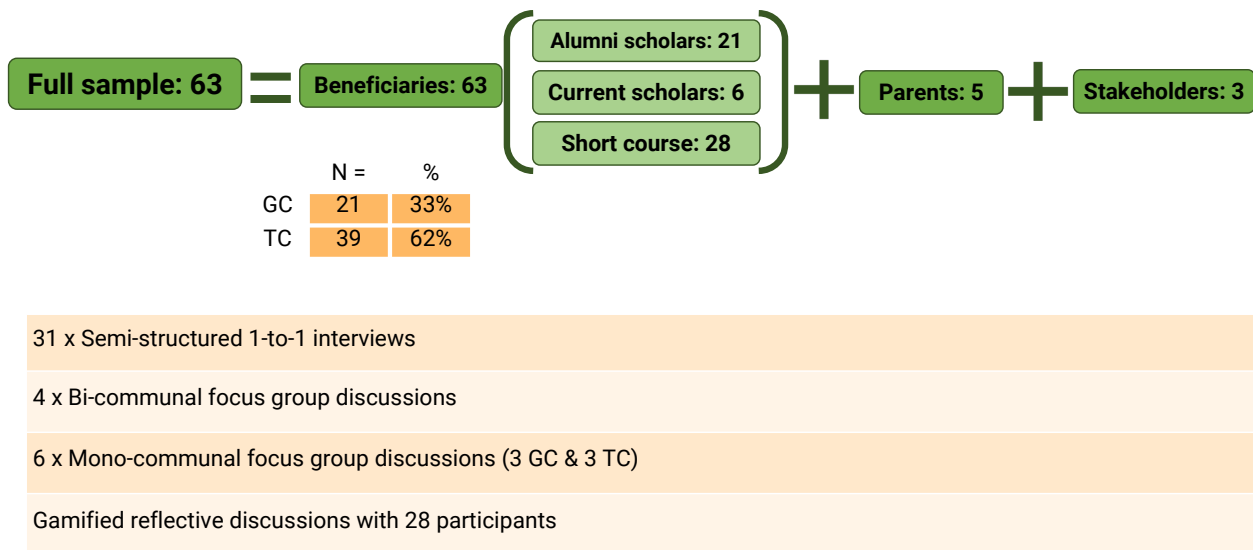 Full sample: 63
Beneficiaries: 63
Alumni scholars: 21
Current scholars: 6
Short course: 28
Parents: 5
Stakeholders: 3
N = %
GC 21 33%
TC 39 62%
31 x Semi-structured 1-to-1 interviews
4 x Bi-communal focus group discussions
6 x Mono-communal focus group discussions (3 GC & 3 TC)
Gamified reflective discussions with 28 participants